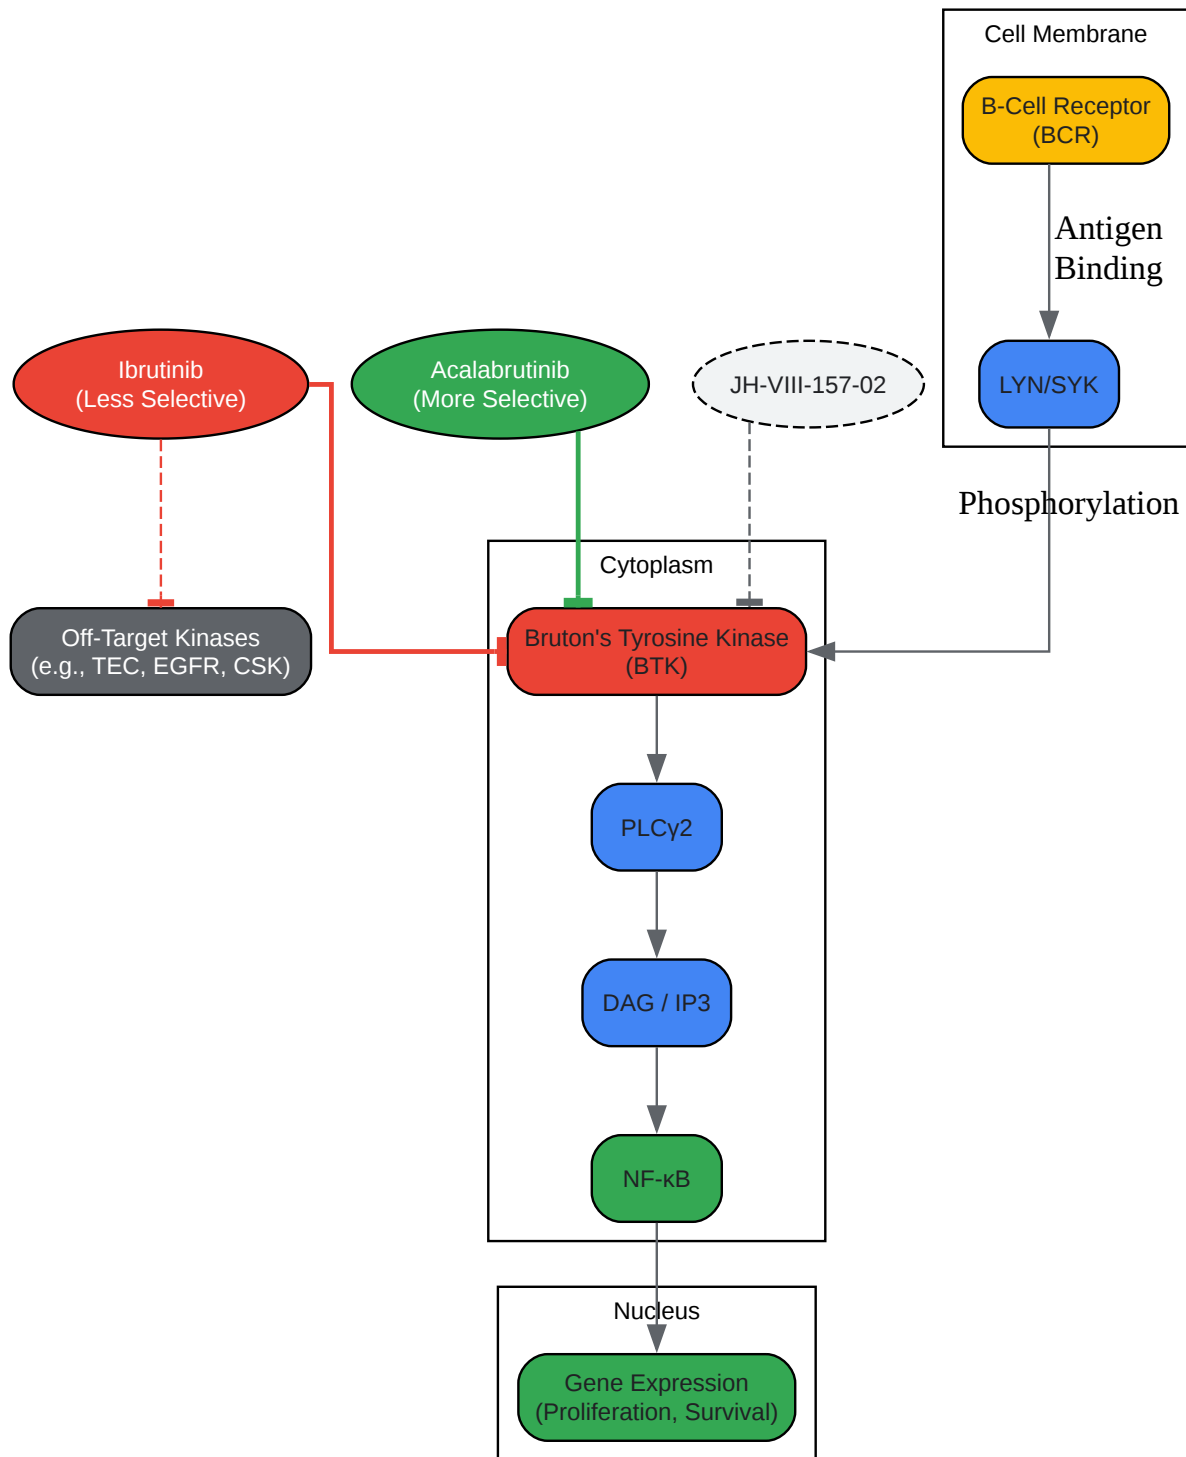 Cell Membrane
B-Cell Receptor
(BCR)
Antigen
Binding
Ibrutinib
(Less Selective)
Acalabrutinib
(More Selective)
JH-VIII-157-02
LYN/SYK
Phosphorylation
Cytoplasm
Off-Target Kinases
(e.g., TEC, EGFR, CSK)
Bruton's Tyrosine Kinase
(BTK)
PLCγ2
DAG / IP3
NF-κB
Nucleus
Gene Expression
(Proliferation, Survival)